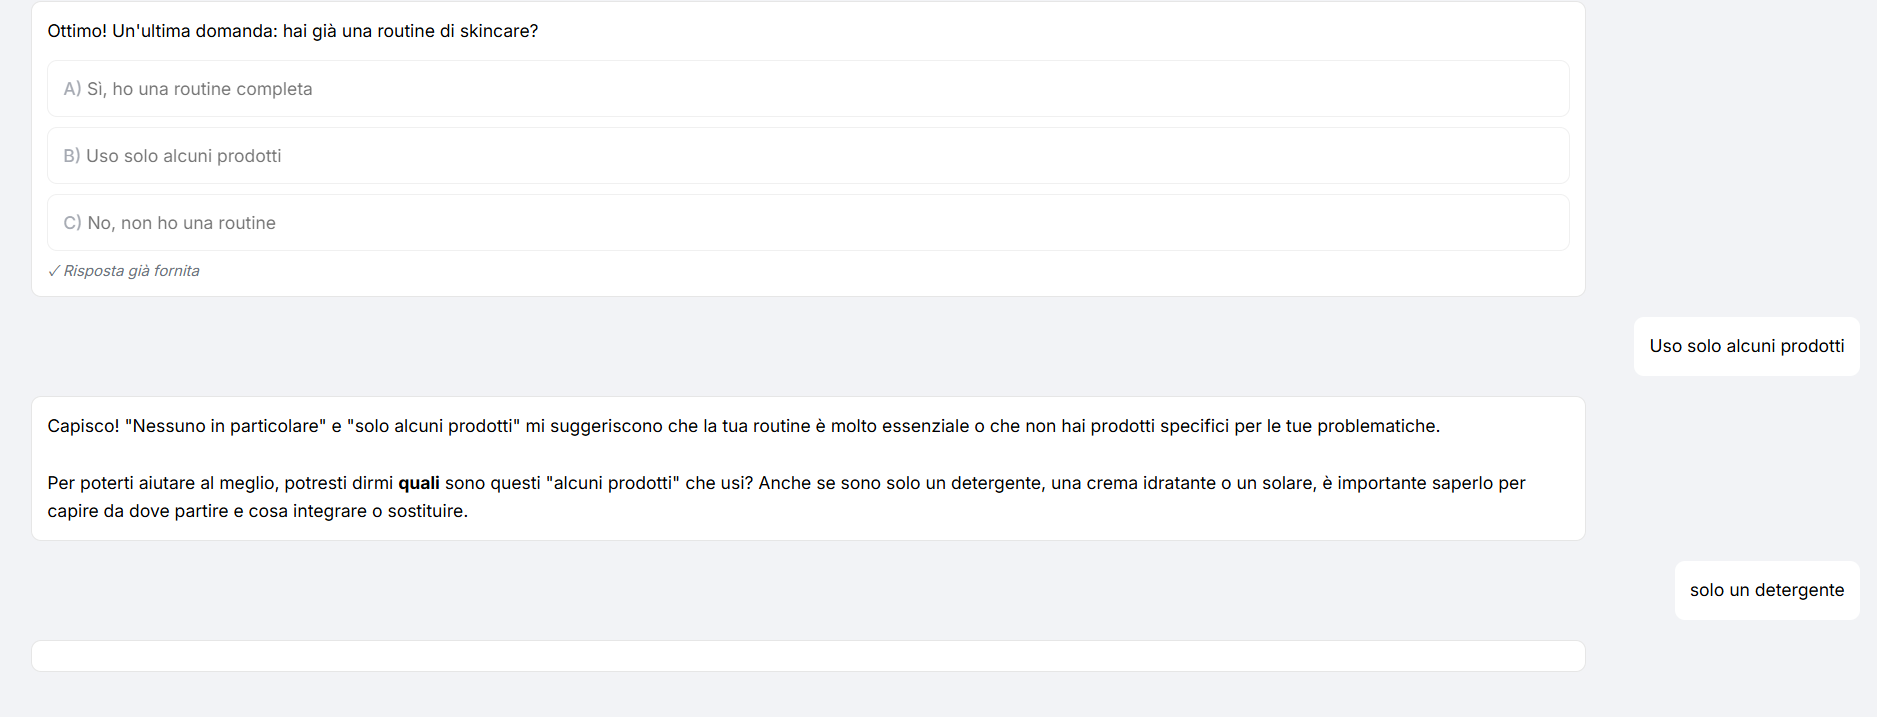 Ottimo! Un'ultima domanda: hai già una routine di skincare?
A) Sì, ho una routine completa
B) Uso solo alcuni prodotti
C) No, non ho una routine
✓ Risposta già fornita
Uso solo alcuni prodotti
Capisco! "Nessuno in particolare" e "solo alcuni prodotti" mi suggeriscono che la tua routine è molto essenziale o che non hai prodotti specifici per le tue problematiche.
Per poterti aiutare al meglio, potresti dirmi quali sono questi "alcuni prodotti" che usi? Anche se sono solo un detergente, una crema idratante o un solare, è importante saperlo per
capire da dove partire e cosa integrare o sostituire.
solo un detergente